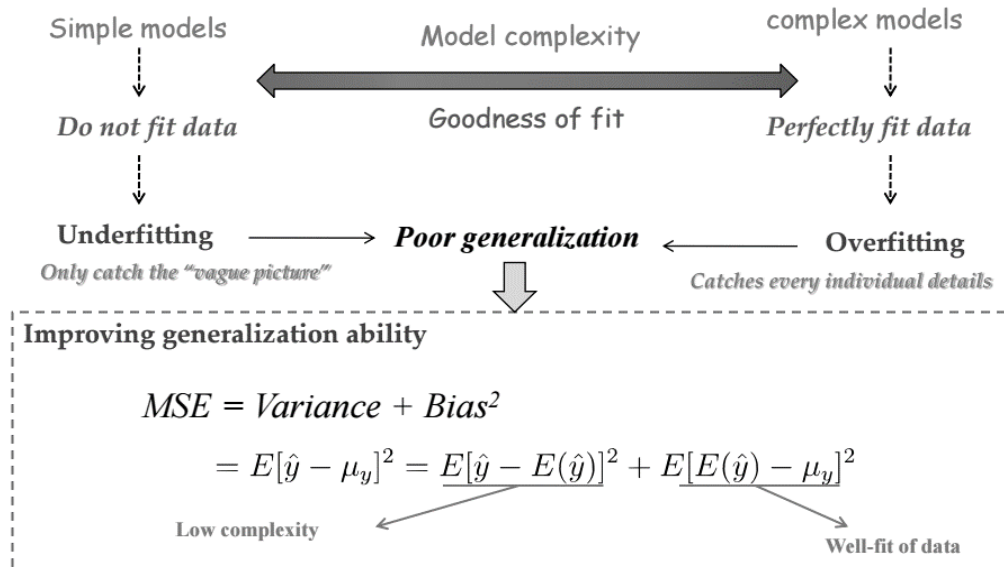 Simple models
Model complexity
complex models
Do not fit data
Goodness of fit
Perfectly fit data
Underfitting
Poor generalization
Overfitting
Only catch the “vague picture”
Catches every individual details
Improving generalization ability
MSE = Variance + Bias²
= E[ŷ − μ_y]² = E[ŷ − E(ŷ)]² + E[E(ŷ) − μ_y]²
Low complexity
Well-fit of data